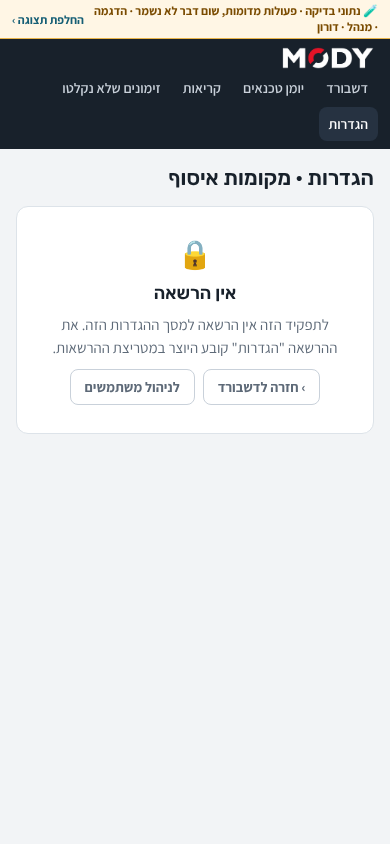 🧪 נתוני בדיקה · פעולות מדומות, שום דבר לא נשמר · הדגמה
· מנהל · דורון
החלפת תצוגה ›
MODY
דשבורד
יומן טכנאים
קריאות
זימונים שלא נקלטו
הגדרות
הגדרות • מקומות איסוף
🔒
אין הרשאה
לתפקיד הזה אין הרשאה למסך ההגדרות הזה. את
ההרשאה "הגדרות" קובע היוצר במטריצת ההרשאות.
› חזרה לדשבורד
לניהול משתמשים